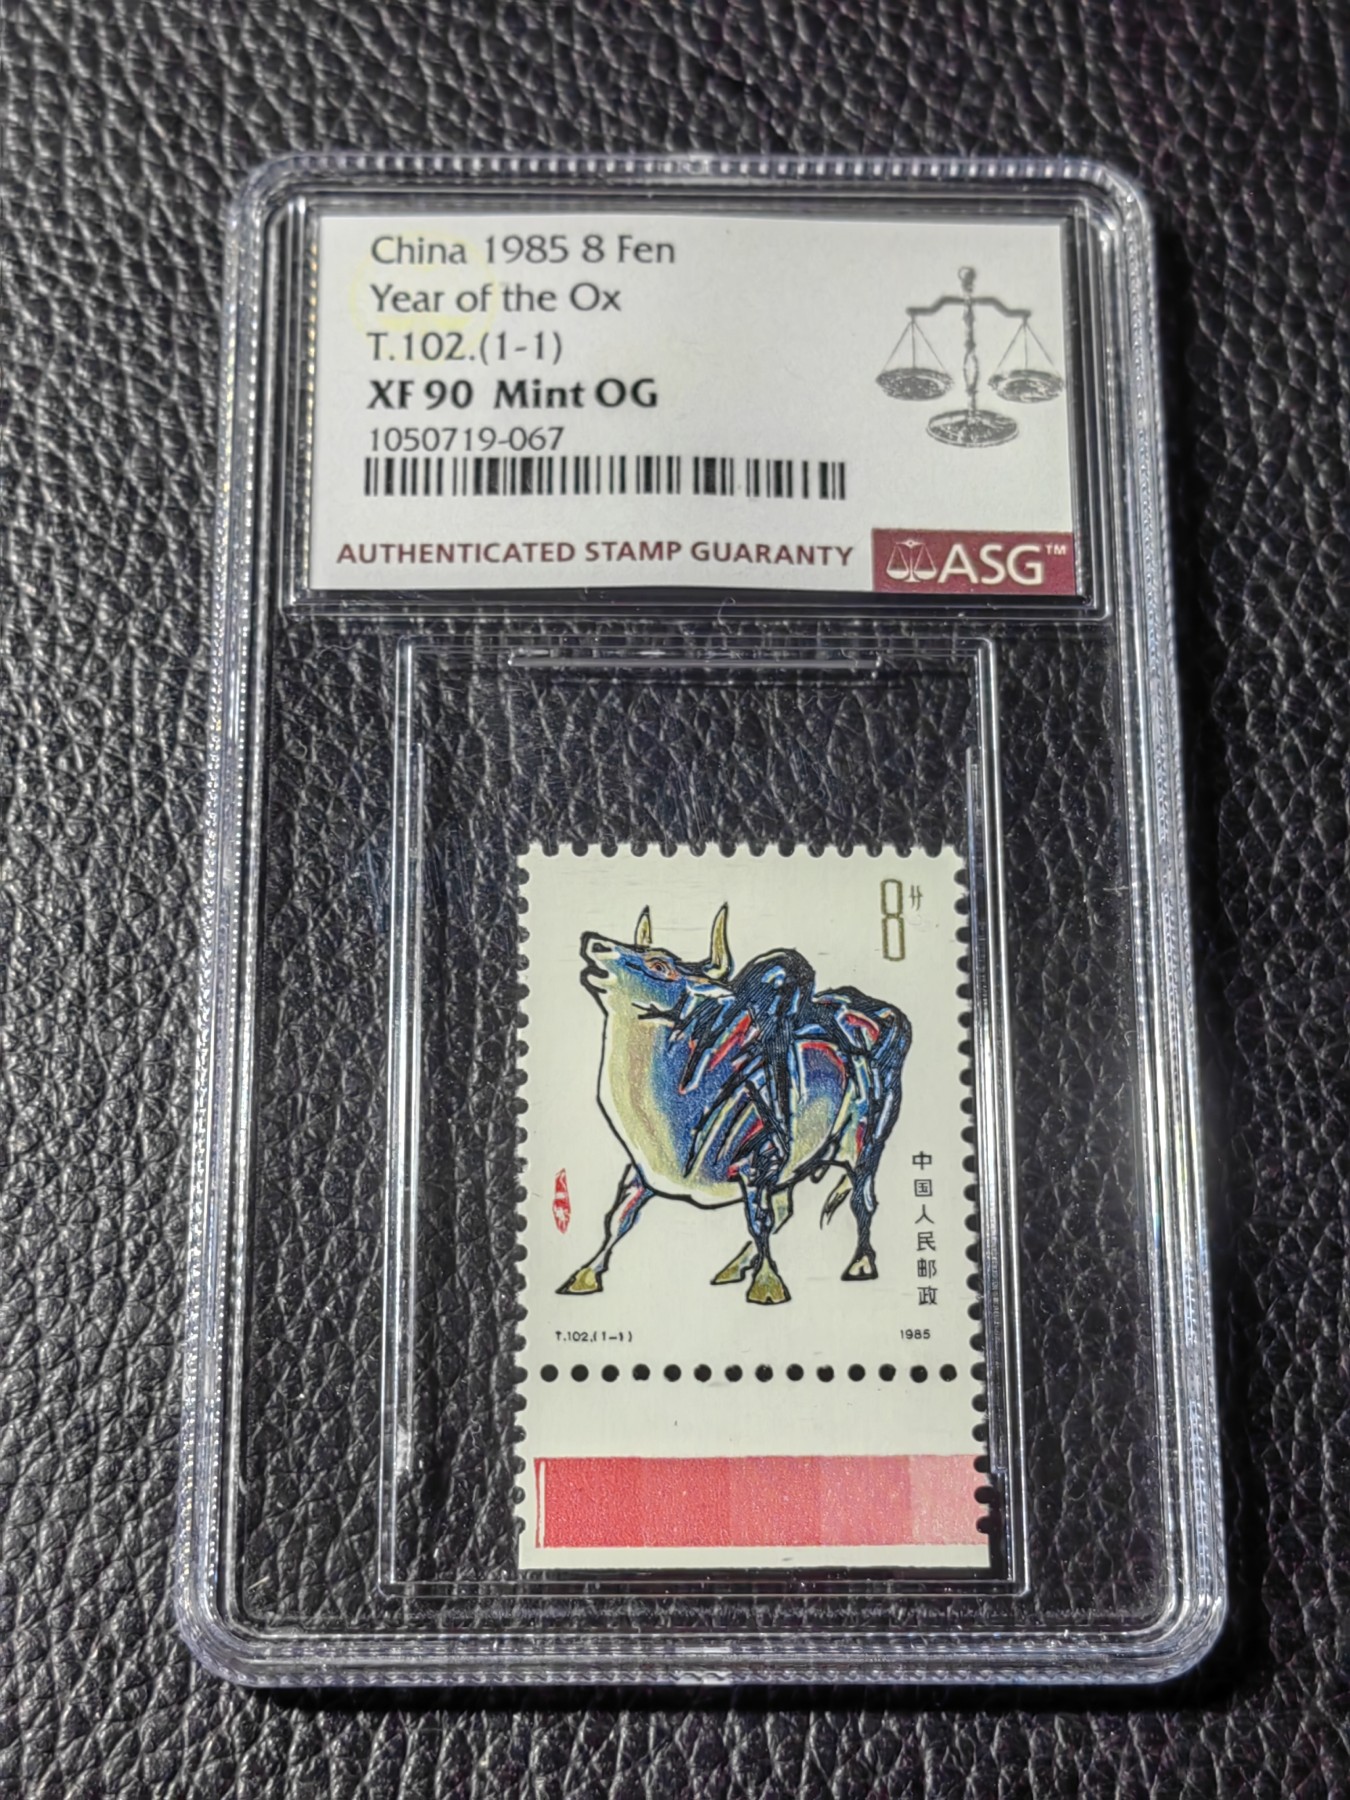 China 1985 8 Fen
Year of the Ox
T.102.(1-1)
XF 90 Mint OG
1050719-067
AUTHENTICATED STAMP GUARANTY
ASG™
8分
中国人民邮政
T.102.(1-1)
1985